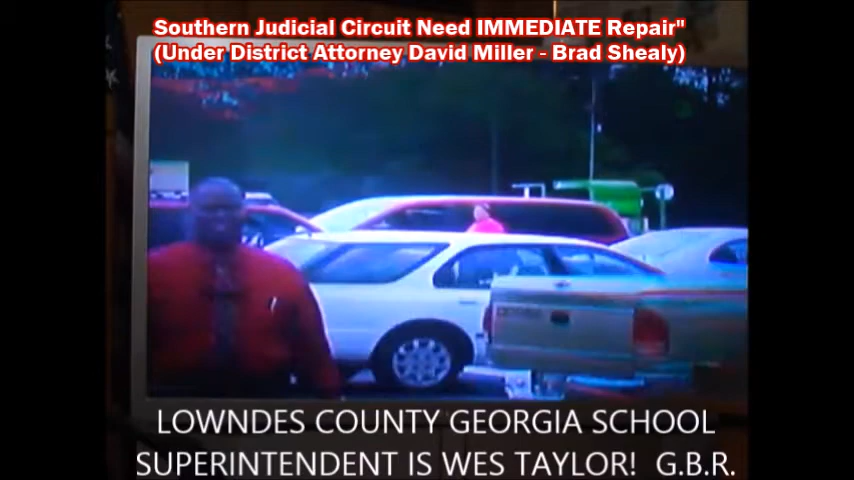 Southern Judicial Circuit Need IMMEDIATE Repair"
(Under District Attorney David Miller - Brad Shealy)
LOWNDES COUNTY GEORGIA SCHOOL
SUPERINTENDENT IS WES TAYLOR!  G.B.R.